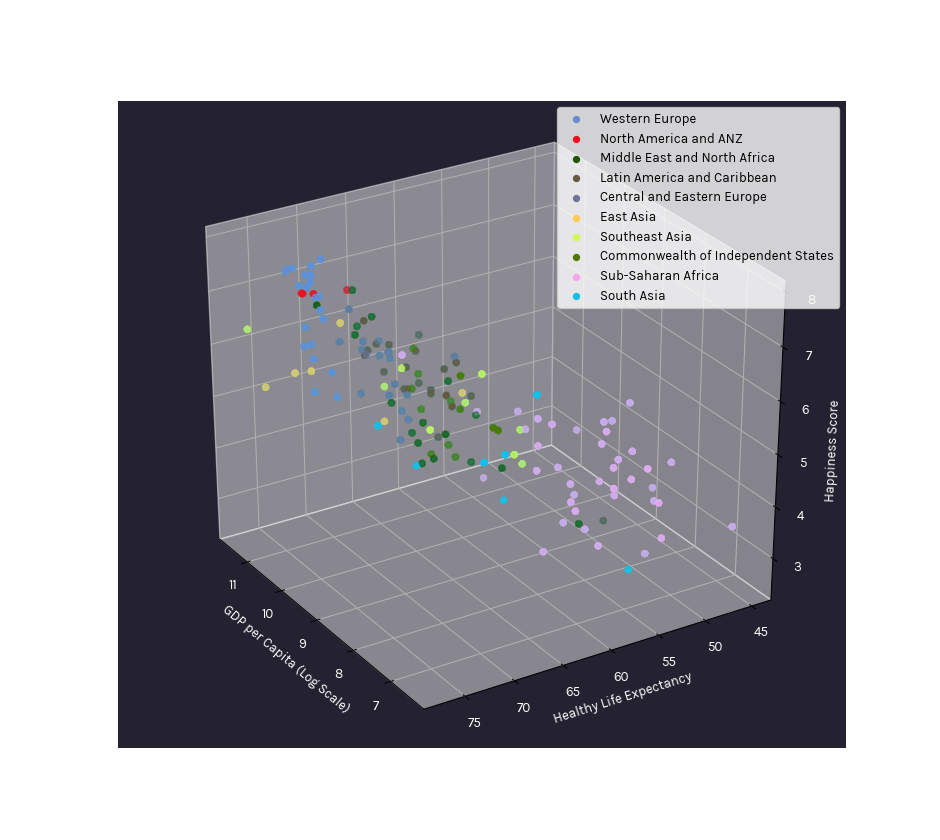 Western Europe
North America and ANZ
Middle East and North Africa
Latin America and Caribbean
Central and Eastern Europe
East Asia
Southeast Asia
Commonwealth of Independent States
Sub-Saharan Africa
South Asia
8
7
6
5
4
3
Happiness Score
11
10
9
8
7
GDP per Capita (Log Scale)
75
70
65
60
55
50
45
Healthy Life Expectancy